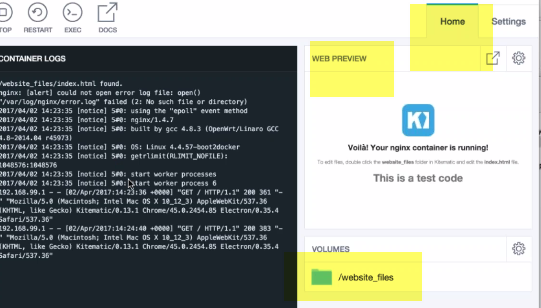 TOP RESTART EXEC DOCS
Home Settings
CONTAINER LOGS
/website_files/index.html found.
nginx: [alert] could not open error log file: open()
"/var/log/nginx/error.log" failed (2: No such file or directory)
2017/04/02 14:23:35 [notice] 5#0: using the "epoll" event method
2017/04/02 14:23:35 [notice] 5#0: nginx/1.4.7
2017/04/02 14:23:35 [notice] 5#0: built by gcc 4.8.3 (OpenWrt/Linaro GCC
4.8-2014.04 r45973)
2017/04/02 14:23:35 [notice] 5#0: OS: Linux 4.4.57-boot2docker
2017/04/02 14:23:35 [notice] 5#0: getrlimit(RLIMIT_NOFILE):
1048576:1048576
2017/04/02 14:23:35 [notice] 5#0: start worker processes
2017/04/02 14:23:35 [notice] 5#0: start worker process 6
192.168.99.1 - - [02/Apr/2017:14:23:36 +0000] "GET / HTTP/1.1" 200 361 "-
" "Mozilla/5.0 (Macintosh; Intel Mac OS X 10_12_3) AppleWebKit/537.36
(KHTML, like Gecko) Kitematic/0.13.1 Chrome/45.0.2454.85 Electron/0.35.4
Safari/537.36"
192.168.99.1 - - [02/Apr/2017:14:24:40 +0000] "GET / HTTP/1.1" 200 383 "-
" "Mozilla/5.0 (Macintosh; Intel Mac OS X 10_12_3) AppleWebKit/537.36
(KHTML, like Gecko) Kitematic/0.13.1 Chrome/45.0.2454.85 Electron/0.35.4
Safari/537.36"
WEB PREVIEW
K
Voilà! Your nginx container is running!
To edit files, double click the website_files folder in Kitematic and edit the index.html file.
This is a test code
VOLUMES
/website_files